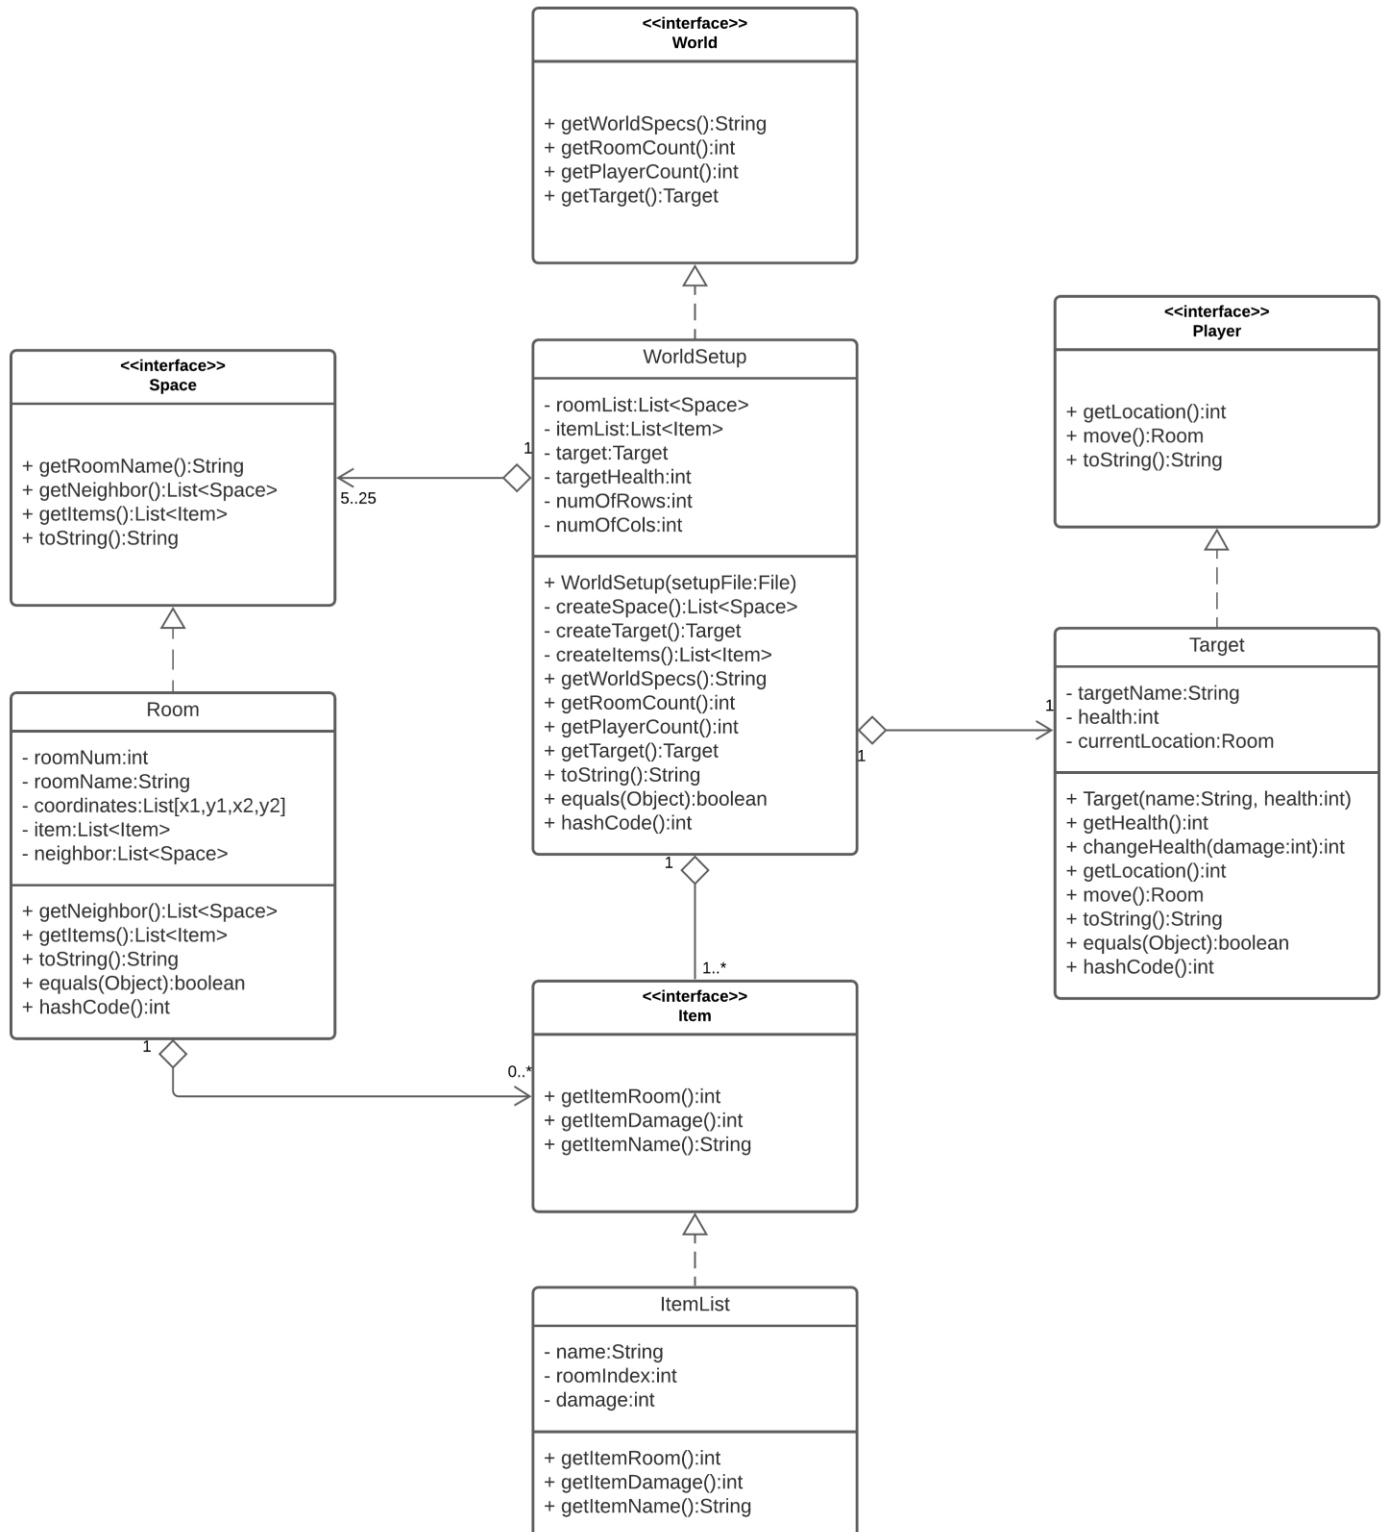 <<interface>>
World
+ getWorldSpecs():String
+ getRoomCount():int
+ getPlayerCount():int
+ getTarget():Target
<<interface>>
Space
+ getRoomName():String
+ getNeighbor():List<Space>
+ getItems():List<Item>
+ toString():String
WorldSetup
- roomList:List<Space>
- itemList:List<Item>
- target:Target
- targetHealth:int
- numOfRows:int
- numOfCols:int
+ WorldSetup(setupFile:File)
- createSpace():List<Space>
- createTarget():Target
- createItems():List<Item>
+ getWorldSpecs():String
+ getRoomCount():int
+ getPlayerCount():int
+ getTarget():Target
+ toString():String
+ equals(Object):boolean
+ hashCode():int
1
5..25
<<interface>>
Player
+ getLocation():int
+ move():Room
+ toString():String
Target
- targetName:String
- health:int
- currentLocation:Room
+ Target(name:String, health:int)
+ getHealth():int
+ changeHealth(damage:int):int
+ getLocation():int
+ move():Room
+ toString():String
+ equals(Object):boolean
+ hashCode():int
1
1
Room
- roomNum:int
- roomName:String
- coordinates:List[x1,y1,x2,y2]
- item:List<Item>
- neighbor:List<Space>
+ getNeighbor():List<Space>
+ getItems():List<Item>
+ toString():String
+ equals(Object):boolean
+ hashCode():int
1
0..*
1
1..*
<<interface>>
Item
+ getItemRoom():int
+ getItemDamage():int
+ getItemName():String
ItemList
- name:String
- roomIndex:int
- damage:int
+ getItemRoom():int
+ getItemDamage():int
+ getItemName():String